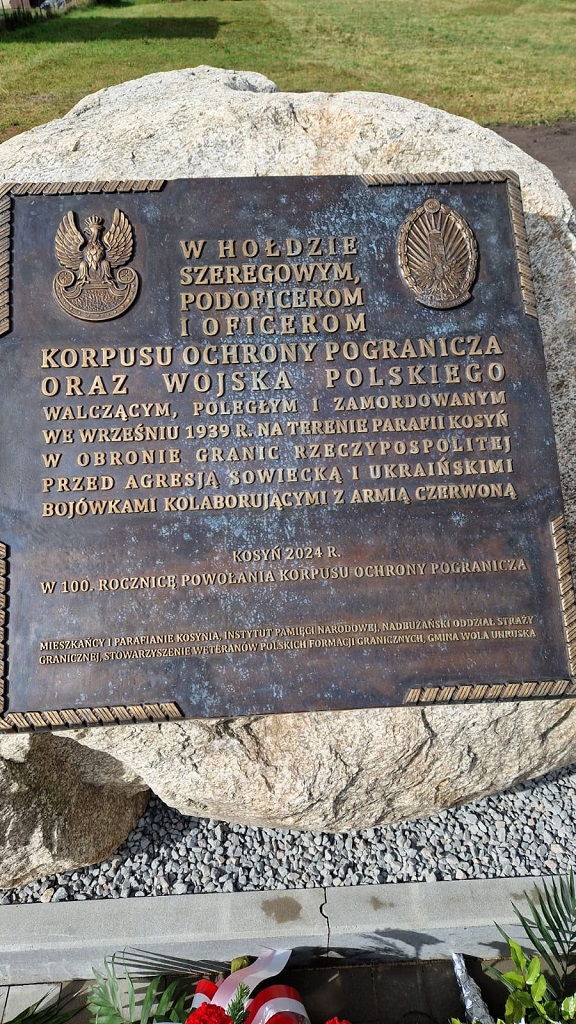 W HOŁDZIE
SZEREGOWYM,
PODOFICEROM
I OFICEROM
KORPUSU OCHRONY POGRANICZA
ORAZ WOJSKA POLSKIEGO
WALCZĄCYM, POLEGŁYM I ZAMORDOWANYM
WE WRZEŚNIU 1939 R. NA TERENIE PARAFII KOSYŃ
W OBRONIE GRANIC RZECZYPOSPOLITEJ
PRZED AGRESJĄ SOWIECKĄ I UKRAIŃSKIMI
BOJÓWKAMI KOLABORUJĄCYMI Z ARMIĄ CZERWONĄ
KOSYŃ 2024 R.
W 100. ROCZNICĘ POWOŁANIA KORPUSU OCHRONY POGRANICZA
MIESZKAŃCY I PARAFIANIE KOSYNIA, INSTYTUT PAMIĘCI NARODOWEJ, NADBUŻAŃSKI ODDZIAŁ STRAŻY
GRANICZNEJ, STOWARZYSZENIE WETERANÓW POLSKICH FORMACJI GRANICZNYCH, GMINA WOLA UHRUSKA